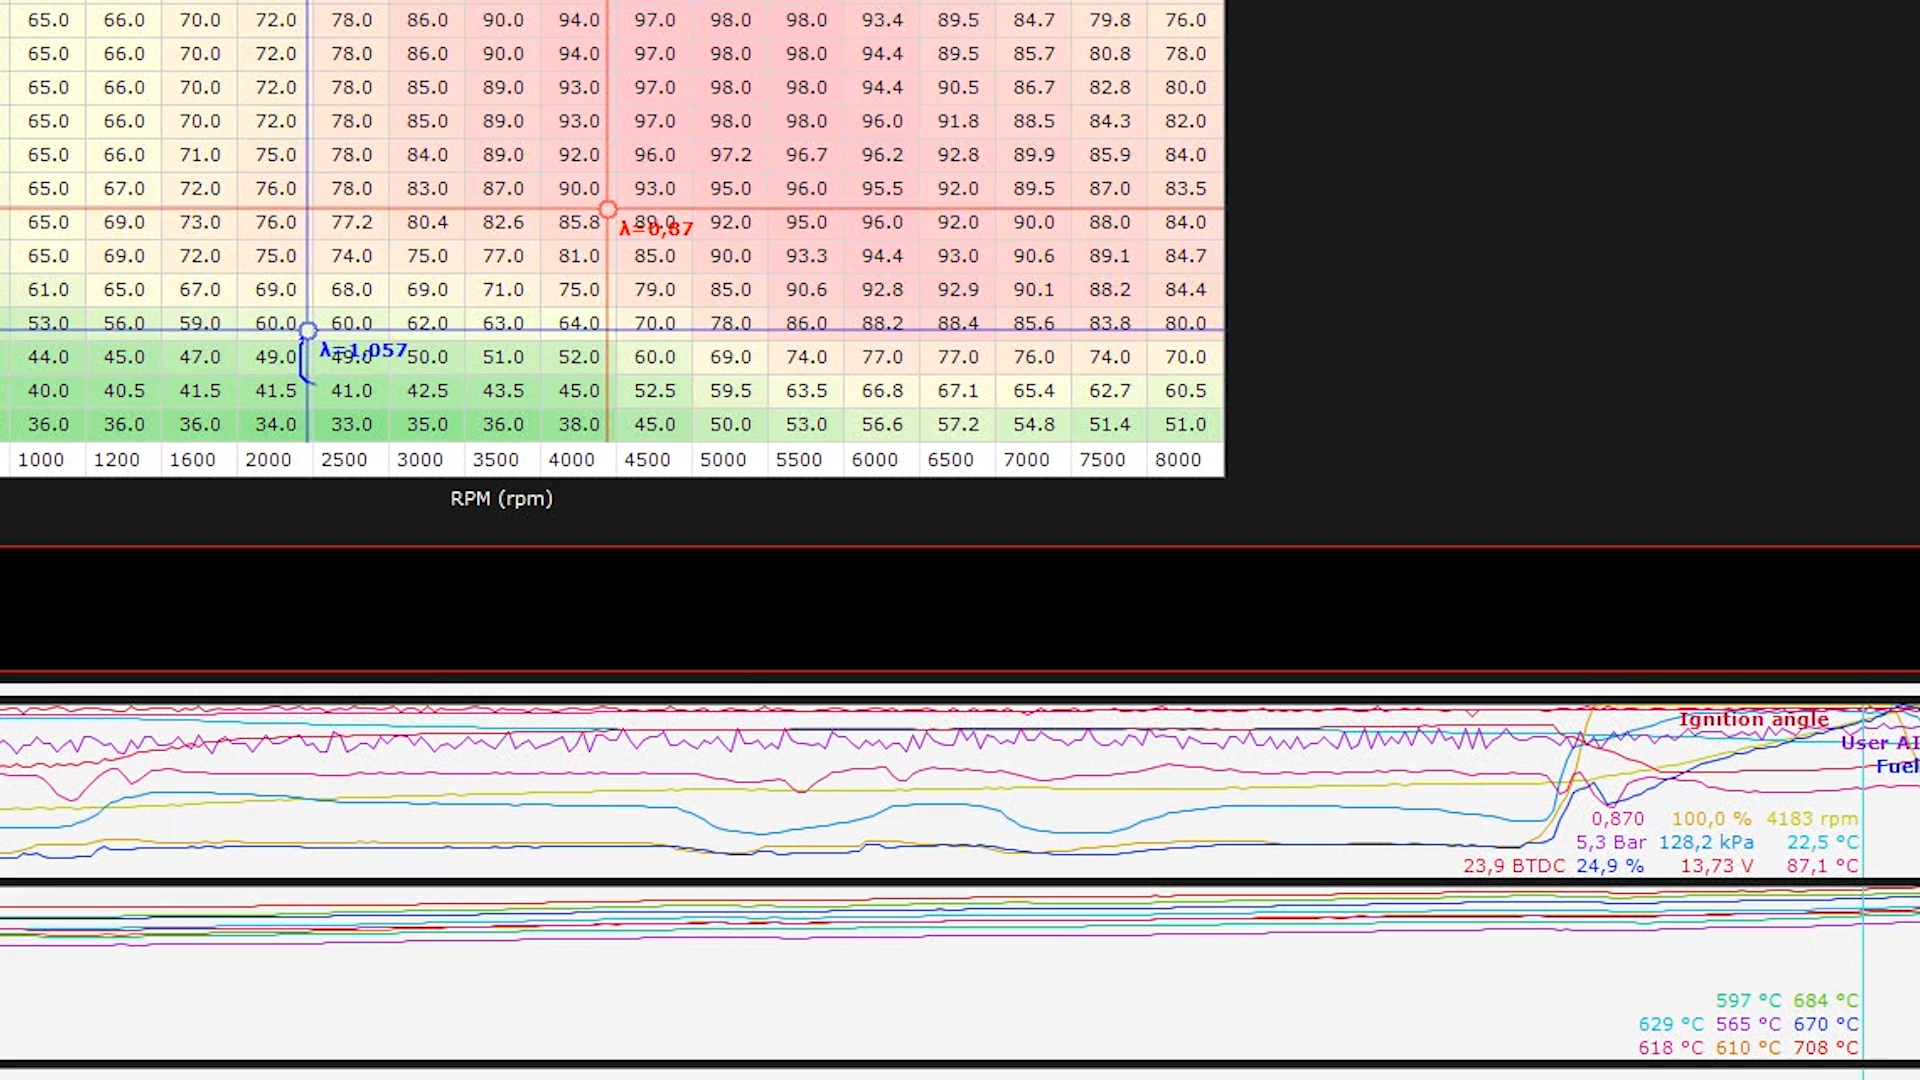 65.0 66.0 70.0 72.0 78.0 86.0 90.0 94.0 97.0 98.0 98.0 93.4 89.5 84.7 79.8 76.0
65.0 66.0 70.0 72.0 78.0 86.0 90.0 94.0 97.0 98.0 98.0 94.4 89.5 85.7 80.8 78.0
65.0 66.0 70.0 72.0 78.0 85.0 89.0 93.0 97.0 98.0 98.0 94.4 90.5 86.7 82.8 80.0
65.0 66.0 70.0 72.0 78.0 85.0 89.0 93.0 97.0 98.0 98.0 96.0 91.8 88.5 84.3 82.0
65.0 66.0 71.0 75.0 78.0 84.0 89.0 92.0 96.0 97.2 96.7 96.2 92.8 89.9 85.9 84.0
65.0 67.0 72.0 76.0 78.0 83.0 87.0 90.0 93.0 95.0 96.0 95.5 92.0 89.5 87.0 83.5
65.0 69.0 73.0 76.0 77.2 80.4 82.6 85.8 89.0 92.0 95.0 96.0 92.0 90.0 88.0 84.0
λ=0,87
65.0 69.0 72.0 75.0 74.0 75.0 77.0 81.0 85.0 90.0 93.3 94.4 93.0 90.6 89.1 84.7
61.0 65.0 67.0 69.0 68.0 69.0 71.0 75.0 79.0 85.0 90.6 92.8 92.9 90.1 88.2 84.4
53.0 56.0 59.0 60.0 60.0 62.0 63.0 64.0 70.0 78.0 86.0 88.2 88.4 85.6 83.8 80.0
λ=1,057
44.0 45.0 47.0 49.0 49.0 50.0 51.0 52.0 60.0 69.0 74.0 77.0 77.0 76.0 74.0 70.0
40.0 40.5 41.5 41.5 41.0 42.5 43.5 45.0 52.5 59.5 63.5 66.8 67.1 65.4 62.7 60.5
36.0 36.0 36.0 34.0 33.0 35.0 36.0 38.0 45.0 50.0 53.0 56.6 57.2 54.8 51.4 51.0
1000 1200 1600 2000 2500 3000 3500 4000 4500 5000 5500 6000 6500 7000 7500 8000
RPM (rpm)
Ignition angle
User AI
Fuel
0,870 100,0 % 4183 rpm
5,3 Bar 128,2 kPa 22,5 °C
23,9 BTDC 24,9 % 13,73 V 87,1 °C
597 °C 684 °C
629 °C 565 °C 670 °C
618 °C 610 °C 708 °C